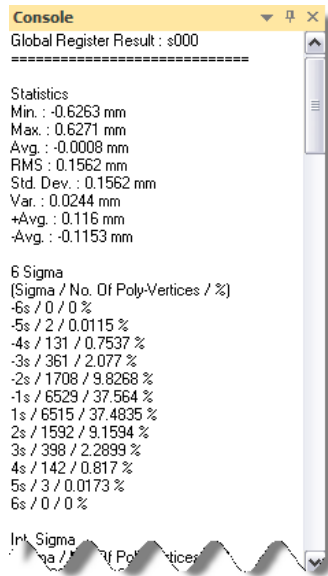 Console
Global Register Result : s000
=============================
Statistics
Min. : -0.6263 mm
Max. : 0.6271 mm
Avg. : -0.0008 mm
RMS : 0.1562 mm
Std. Dev. : 0.1562 mm
Var. : 0.0244 mm
+Avg. : 0.116 mm
-Avg. : -0.1153 mm
6 Sigma
(Sigma / No. Of Poly-Vertices / %)
-6s / 0 / 0 %
-5s / 2 / 0.0115 %
-4s / 131 / 0.7537 %
-3s / 361 / 2.077 %
-2s / 1708 / 9.8268 %
-1s / 6529 / 37.564 %
1s / 6515 / 37.4835 %
2s / 1592 / 9.1594 %
3s / 398 / 2.2899 %
4s / 142 / 0.817 %
5s / 3 / 0.0173 %
6s / 0 / 0 %
Int. Sigma